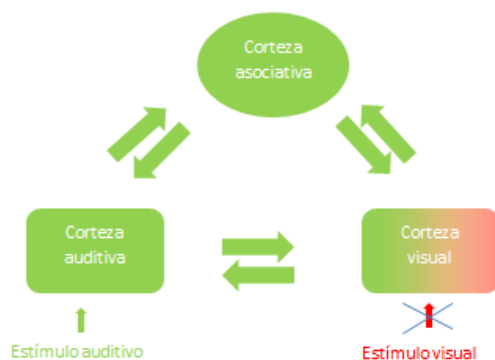 Corteza
asociativa
Corteza
auditiva
Corteza
visual
Estímulo auditivo
Estímulo visual